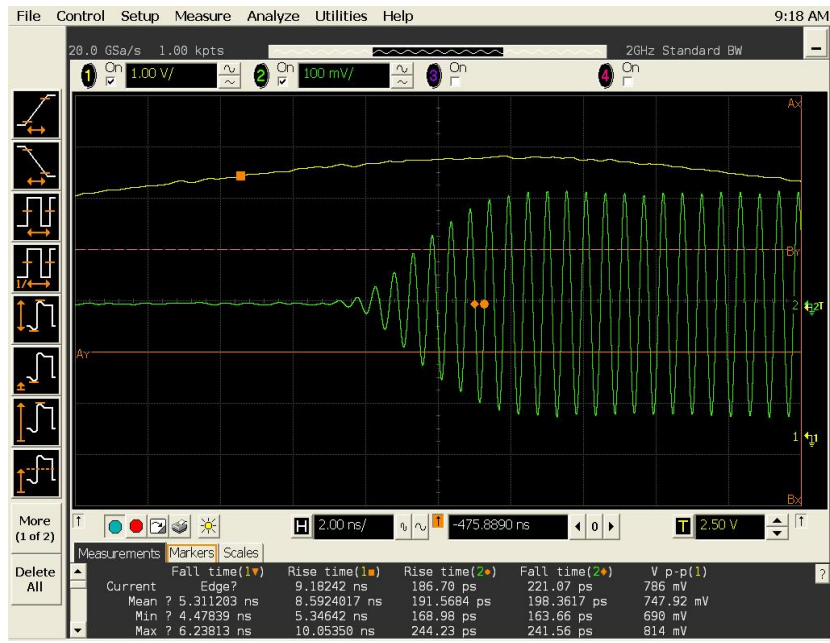 File Control Setup Measure Analyze Utilities Help 9:18 AM
20.0 GSa/s 1.00 kpts 2GHz Standard BW
1 On 1.00 V/ 2 On 100 mV/ 3 On 4 On
Ax
By
2 2T
Ay
1 1
Bx
1/
More
(1 of 2)
Delete
All
H 2.00 ns/ -475.8890 ns 0 T 2.50 V
Measurements Markers Scales
Fall time(1▼) Rise time(1■) Rise time(2●) Fall time(2◆) V p-p(1) ?
Current Edge? 9.18242 ns 186.70 ps 221.07 ps 786 mV
Mean ? 5.311203 ns 8.5924017 ns 191.5684 ps 198.3617 ps 747.92 mV
Min ? 4.47839 ns 5.34642 ns 168.98 ps 163.66 ps 690 mV
Max ? 6.23813 ns 10.05350 ns 244.23 ps 241.56 ps 814 mV